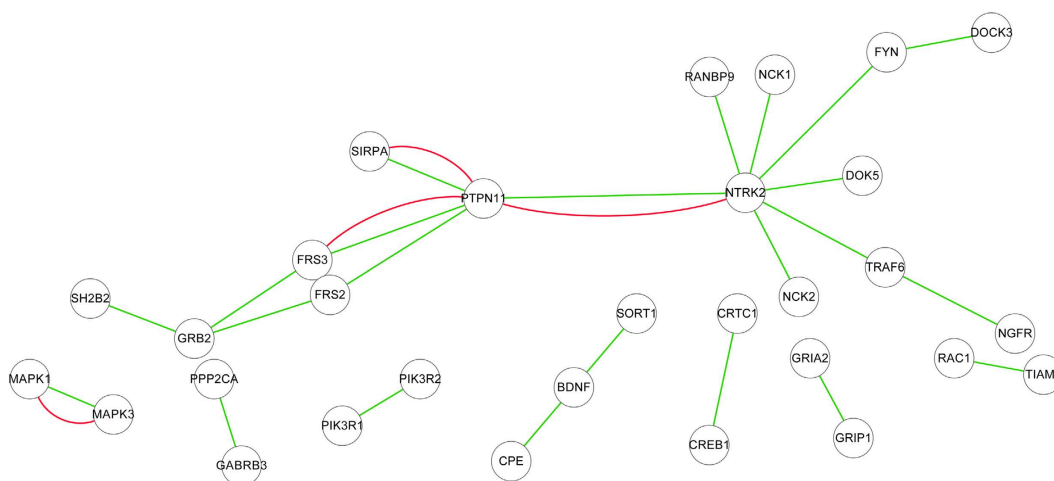 DOCK3
FYN
RANBP9
NCK1
SIRPA
DOK5
NTRK2
PTPN11
FRS3
TRAF6
FRS2
NCK2
SH2B2
SORT1
CRTC1
GRB2
NGFR
RAC1
GRIA2
TIAM
MAPK1
PPP2CA
PIK3R2
BDNF
MAPK3
PIK3R1
GRIP1
CREB1
CPE
GABRB3